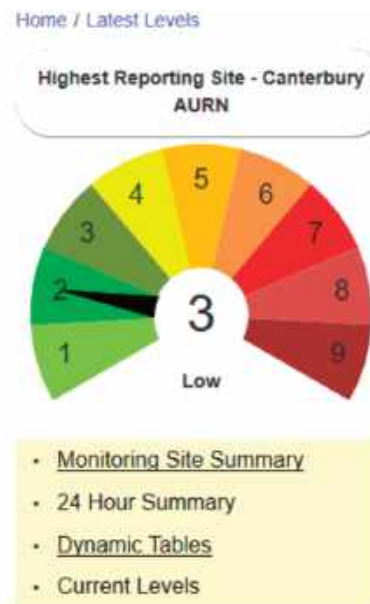 Home / Latest Levels
Highest Reporting Site - Canterbury
AURN
1
2
3
4
5
6
7
8
9
3
Low
• Monitoring Site Summary
• 24 Hour Summary
• Dynamic Tables
• Current Levels